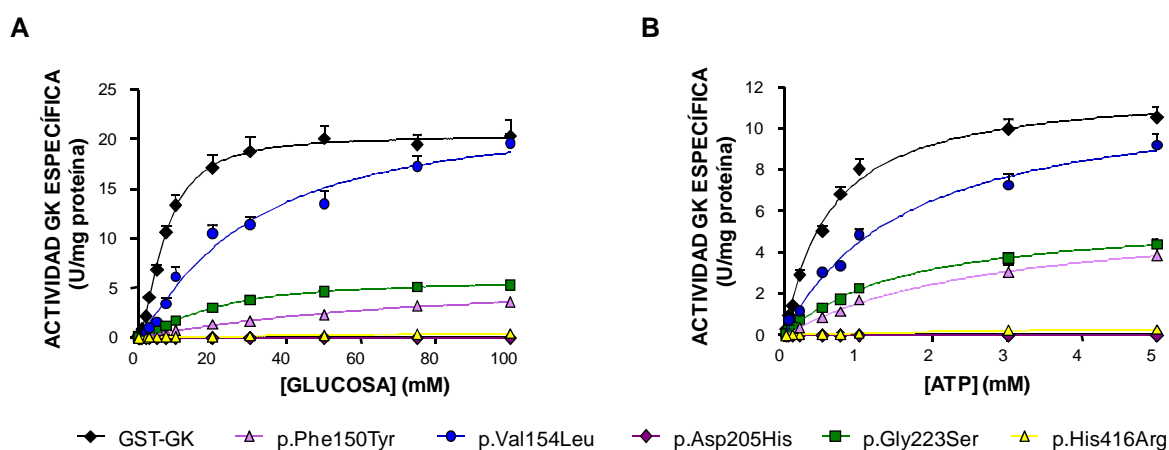 A
B
ACTIVIDAD GK ESPECÍFICA
(U/mg proteína)
25
20
15
10
5
0
0
20
40
60
80
100
[GLUCOSA] (mM)
ACTIVIDAD GK ESPECÍFICA
(U/mg proteína)
12
10
8
6
4
2
0
0
1
2
3
4
5
[ATP] (mM)
GST-GK
p.Phe150Tyr
p.Val154Leu
p.Asp205His
p.Gly223Ser
p.His416Arg